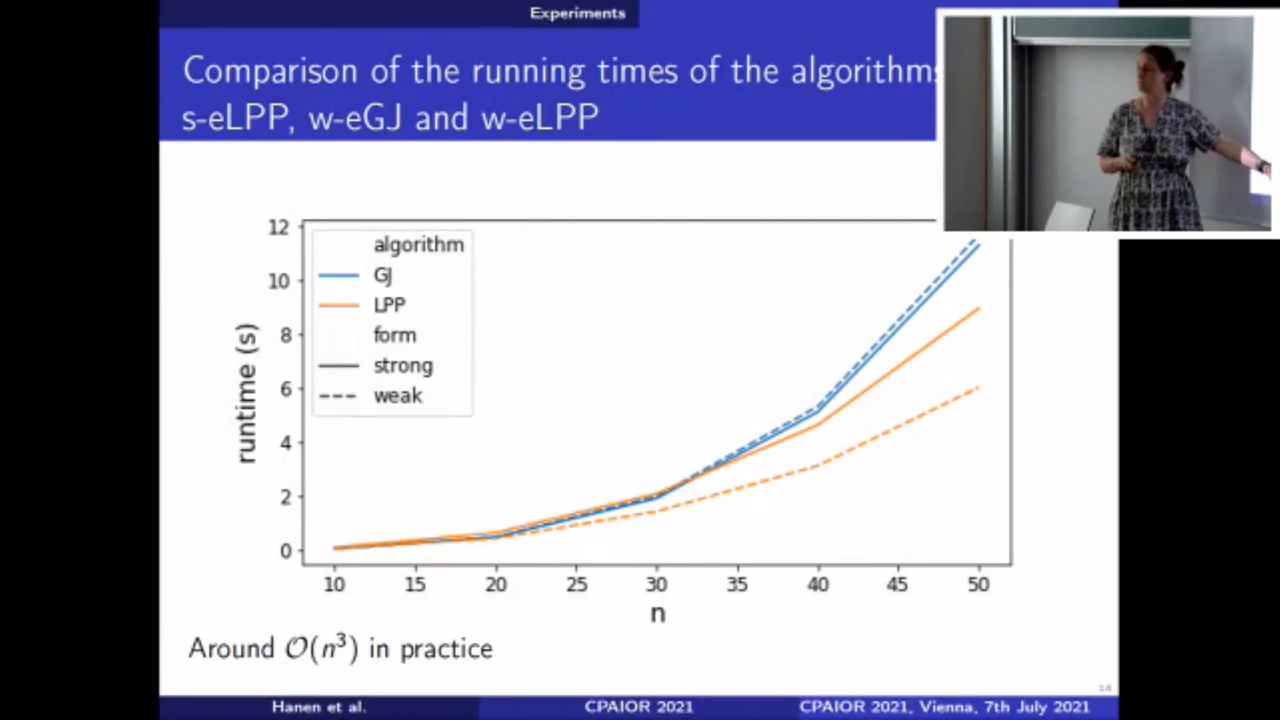 Experiments
Comparison of the running times of the algorithms
s-eLPP, w-eGJ and w-eLPP
12
10
8
6
4
2
0
runtime (s)
algorithm
GJ
LPP
form
strong
weak
10 15 20 25 30 35 40 45 50
n
Around 𝒪(n³) in practice
14
Hanen et al. CPAIOR 2021 CPAIOR 2021, Vienna, 7th July 2021